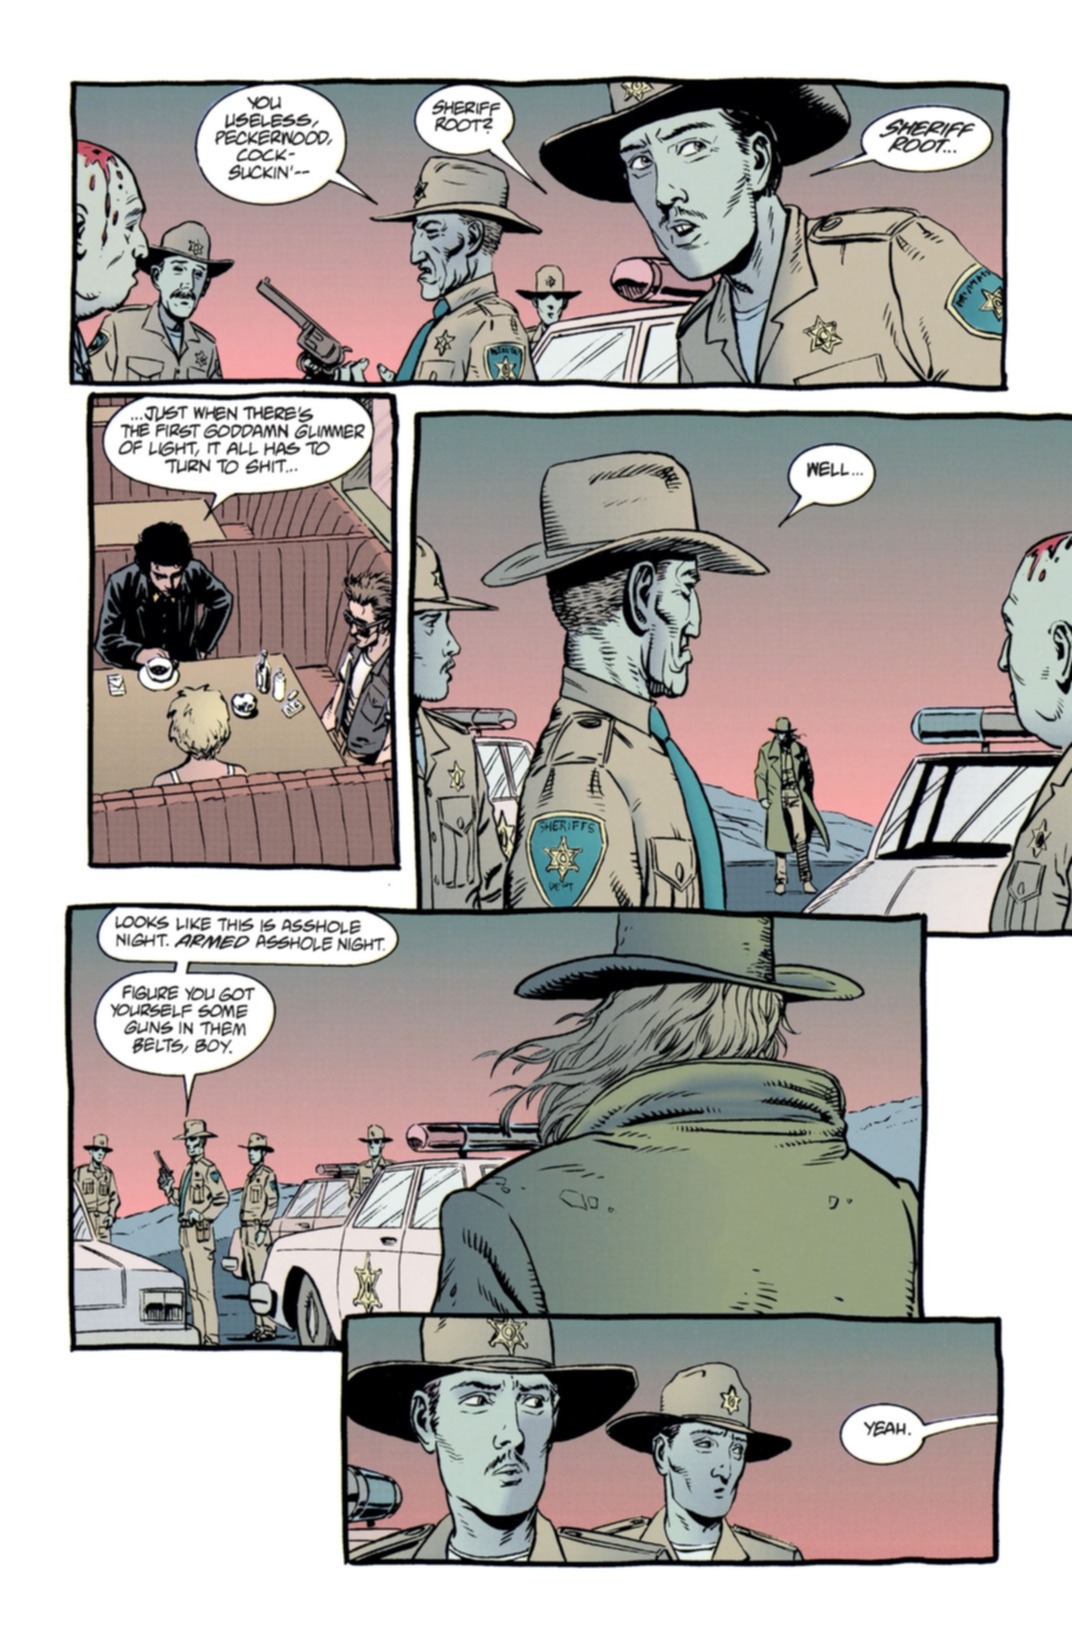 YOU
USELESS,
PECKERWOOD,
COCK-
SUCKIN'--
SHERIFF
ROOT?
SHERIFF
ROOT...
...JUST WHEN THERE'S
THE FIRST GODDAMN GLIMMER
OF LIGHT, IT ALL HAS TO
TURN TO SHIT...
WELL...
SHERIFFS
DEPT
LOOKS LIKE THIS IS ASSHOLE
NIGHT. ARMED ASSHOLE NIGHT.
FIGURE YOU GOT
YOURSELF SOME
GUNS IN THEM
BELTS, BOY.
YEAH.